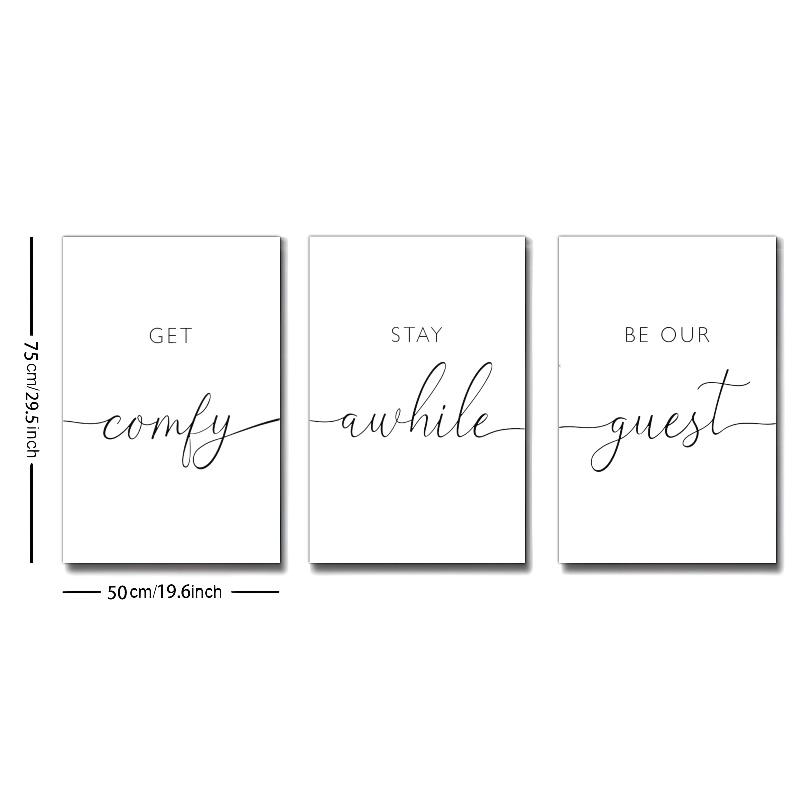 GET
comfy
STAY
awhile
BE OUR
guest
75cm/29.5inch
50cm/19.6inch